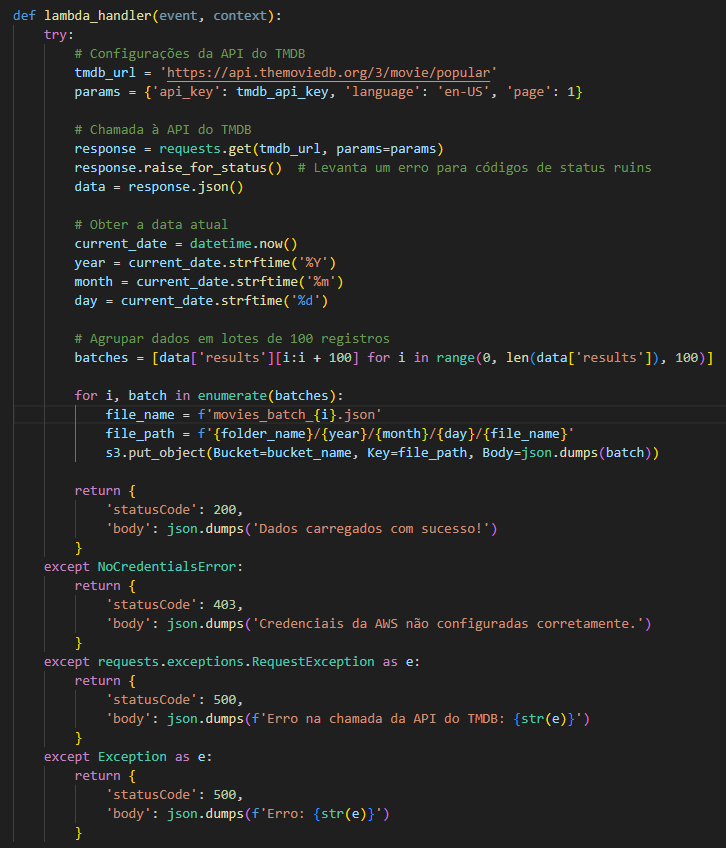 def lambda_handler(event, context):
    try:
        # Configurações da API do TMDB
        tmdb_url = 'https://api.themoviedb.org/3/movie/popular'
        params = {'api_key': tmdb_api_key, 'language': 'en-US', 'page': 1}

        # Chamada à API do TMDB
        response = requests.get(tmdb_url, params=params)
        response.raise_for_status()  # Levanta um erro para códigos de status ruins
        data = response.json()

        # Obter a data atual
        current_date = datetime.now()
        year = current_date.strftime('%Y')
        month = current_date.strftime('%m')
        day = current_date.strftime('%d')

        # Agrupar dados em lotes de 100 registros
        batches = [data['results'][i:i + 100] for i in range(0, len(data['results']), 100)]

        for i, batch in enumerate(batches):
            file_name = f'movies_batch_{i}.json'
            file_path = f'{folder_name}/{year}/{month}/{day}/{file_name}'
            s3.put_object(Bucket=bucket_name, Key=file_path, Body=json.dumps(batch))

        return {
            'statusCode': 200,
            'body': json.dumps('Dados carregados com sucesso!')
        }
    except NoCredentialsError:
        return {
            'statusCode': 403,
            'body': json.dumps('Credenciais da AWS não configuradas corretamente.')
        }
    except requests.exceptions.RequestException as e:
        return {
            'statusCode': 500,
            'body': json.dumps(f'Erro na chamada da API do TMDB: {str(e)}')
        }
    except Exception as e:
        return {
            'statusCode': 500,
            'body': json.dumps(f'Erro: {str(e)}')
        }